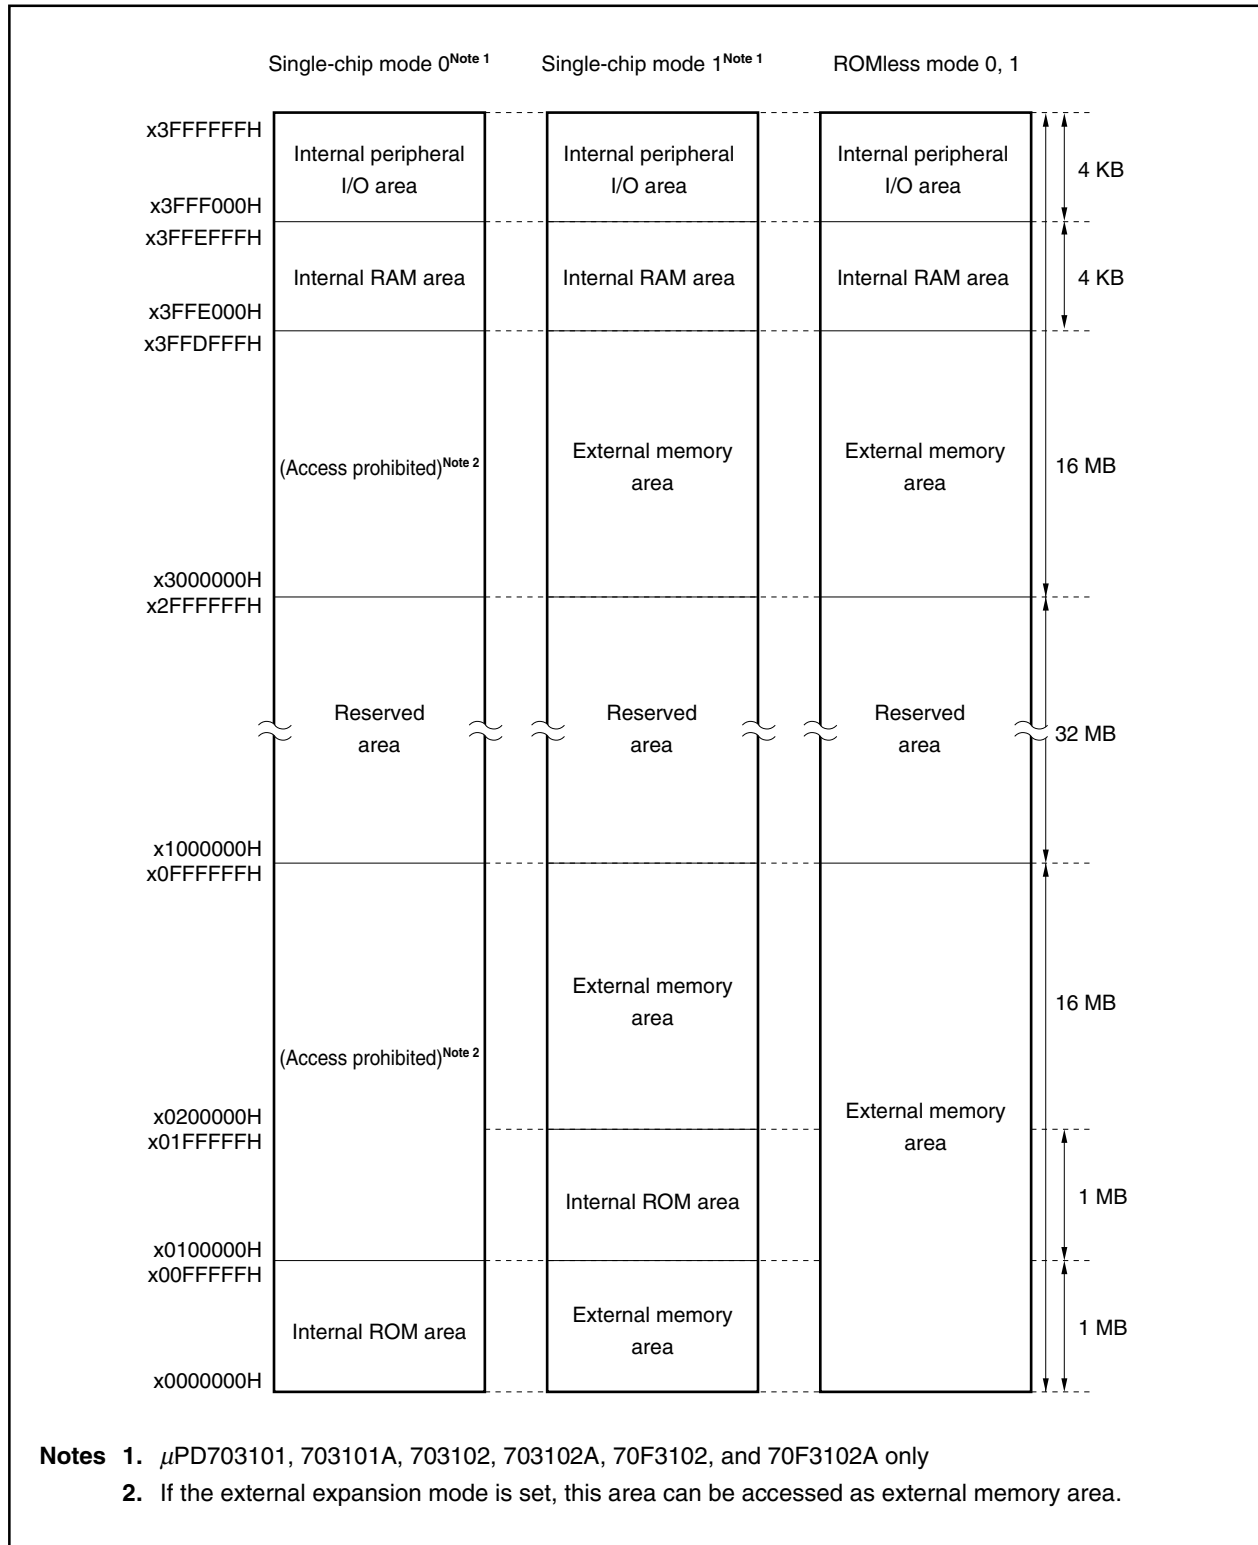 Single-chip mode 0Note 1 Single-chip mode 1Note 1 ROMless mode 0, 1
x3FFFFFFH
Internal peripheral Internal peripheral Internal peripheral
I/O area I/O area I/O area
4 KB
x3FFF000H
x3FFEFFFH
Internal RAM area Internal RAM area Internal RAM area 4 KB
x3FFE000H
x3FFDFFFH
External memory External memory
(Access prohibited)Note 2 16 MB
area area
x3000000H
x2FFFFFFH
Reserved Reserved Reserved
32 MB
area area area
x1000000H
x0FFFFFFH
External memory
area
16 MB
(Access prohibited)Note 2
x0200000H
External memory
x01FFFFFH
area
Internal ROM area 1 MB
x0100000H
x00FFFFFH
External memory
Internal ROM area 1 MB
area
x0000000H
Notes 1. μPD703101, 703101A, 703102, 703102A, 70F3102, and 70F3102A only
2. If the external expansion mode is set, this area can be accessed as external memory area.